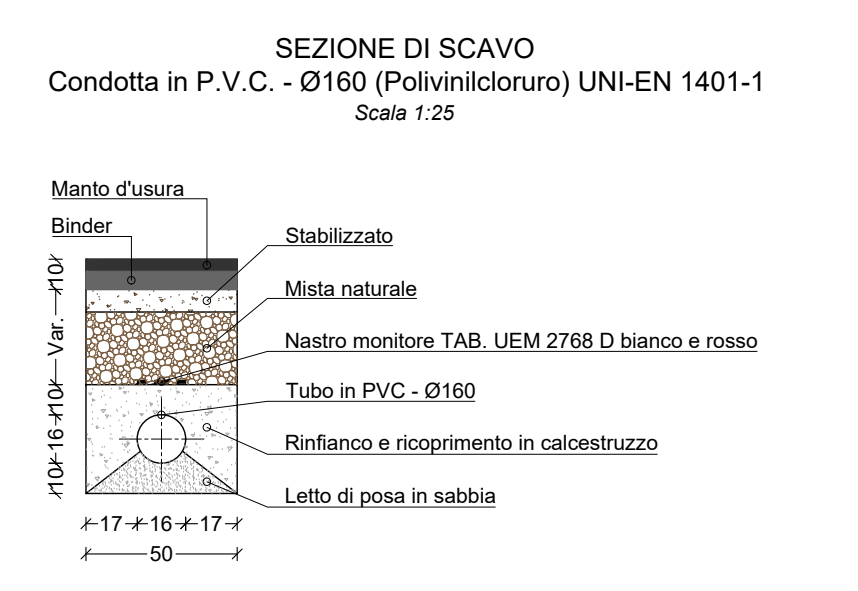 SEZIONE DI SCAVO
Condotta in P.V.C. - Ø160 (Polivinilcloruro) UNI-EN 1401-1
Scala 1:25
Manto d'usura
Binder
Stabilizzato
Mista naturale
Nastro monitore TAB. UEM 2768 D bianco e rosso
Tubo in PVC - Ø160
Rinfianco e ricoprimento in calcestruzzo
Letto di posa in sabbia
10
Var.
10
16
10
17 16 17
50